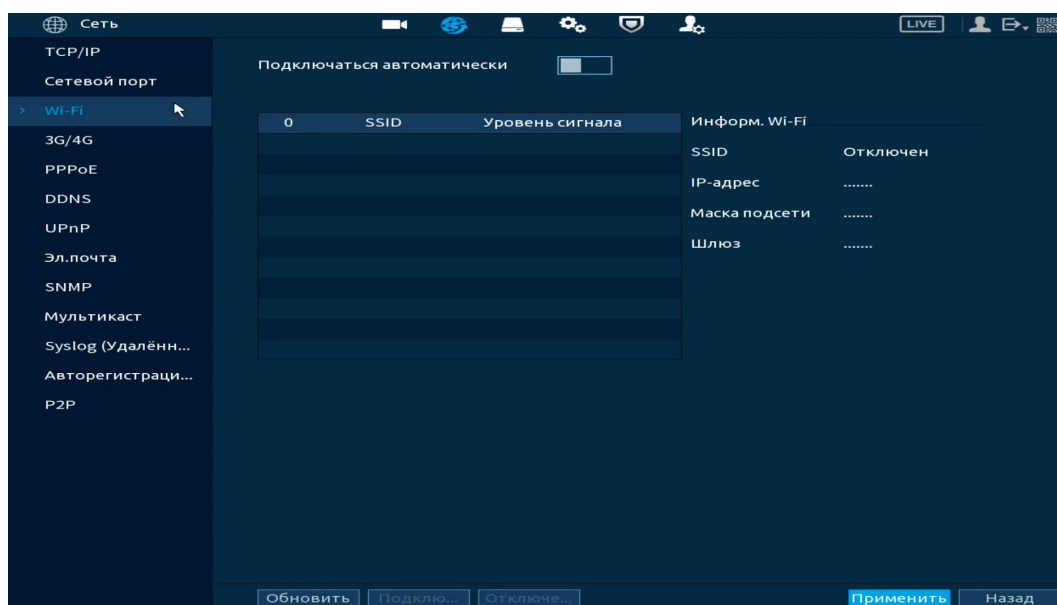 Сеть
LIVE
TCP/IP
Сетевой порт
Wi-Fi
3G/4G
PPPoE
DDNS
UPnP
Эл.почта
SNMP
Мультикаст
Syslog (Удалённ...
Авторегистраци...
P2P
Подключаться автоматически
0 SSID Уровень сигнала
Информ. Wi-Fi
SSID Отключен
IP-адрес .......
Маска подсети .......
Шлюз .......
Обновить Подклю... Отключе... Применить Назад